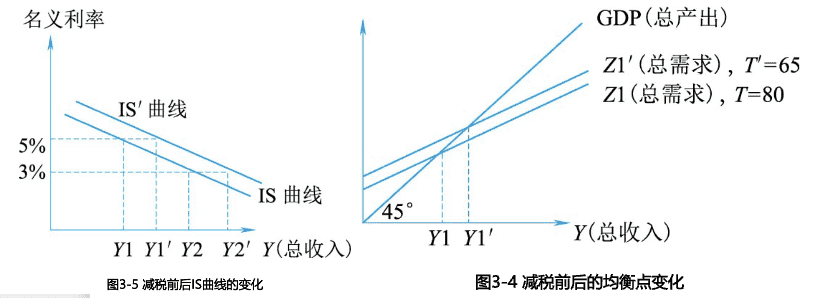 名义利率
IS′ 曲线
5%
3%
IS 曲线
Y1 Y1′ Y2 Y2′ Y(总收入)
图3-5 减税前后IS曲线的变化
GDP(总产出)
Z1′(总需求), T′=65
Z1(总需求), T=80
45°
Y1 Y1′ Y(总收入)
图3-4 减税前后的均衡点变化